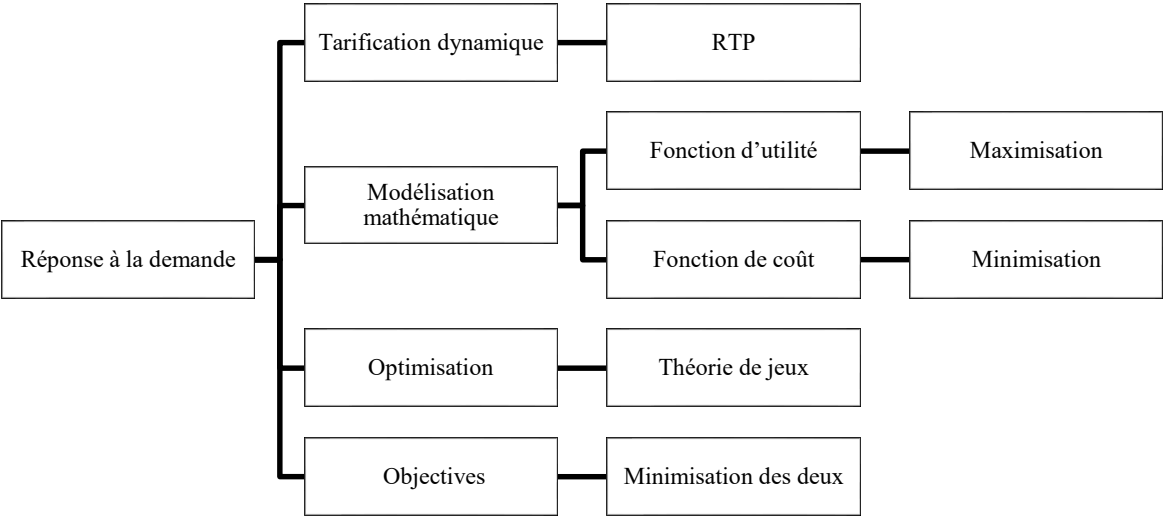 Tarification dynamique
RTP
Fonction d’utilité
Maximisation
Modélisation
mathématique
Réponse à la demande
Fonction de coût
Minimisation
Optimisation
Théorie de jeux
Objectives
Minimisation des deux